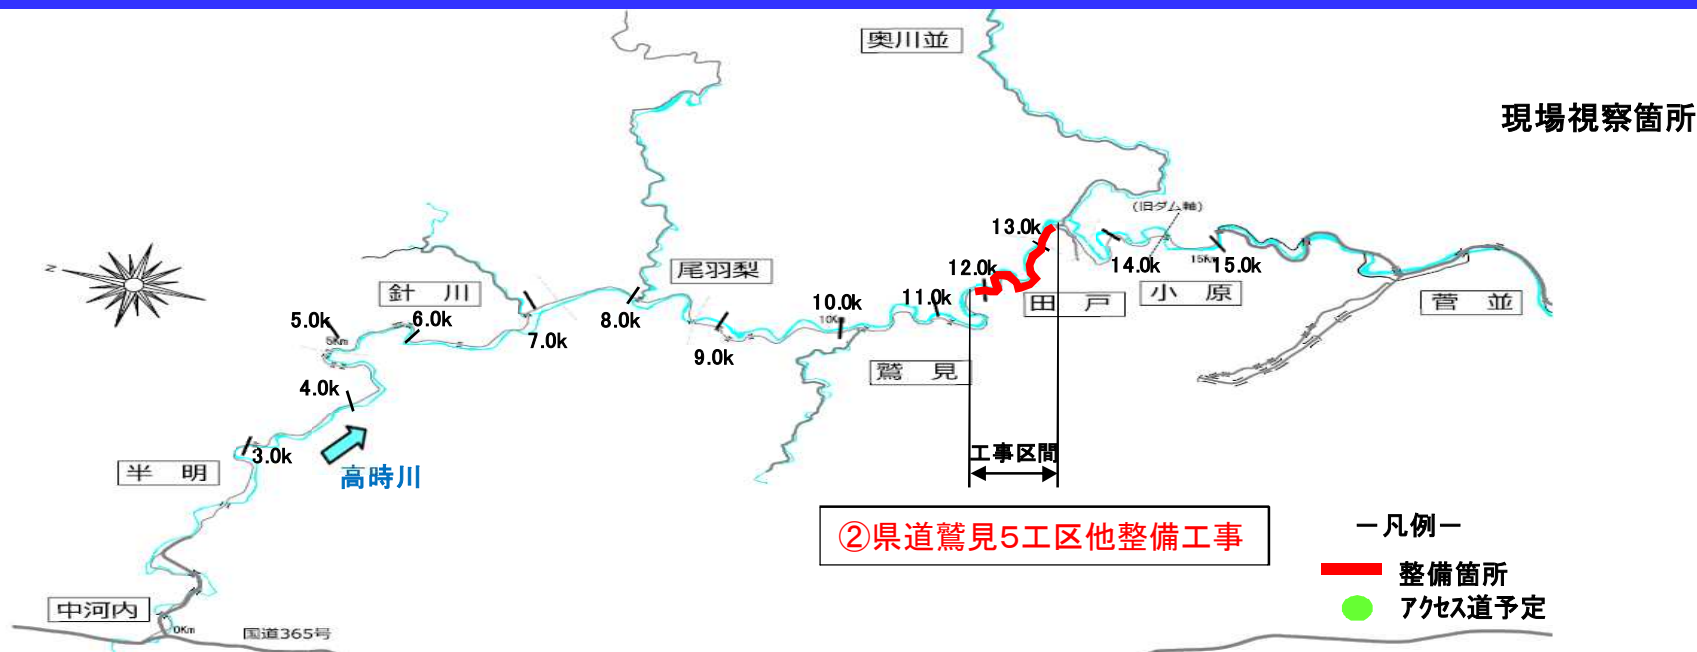 奥川並
現場視察箇所
(旧ダム軸)
13.0k
14.0k
15Km
15.0k
尾羽梨
12.0k
針 川
田 戸
小 原
菅 並
10.0k
11.0k
10Km
5.0k
6.0k
5Km
7.0k
8.0k
9.0k
鷲 見
4.0k
3.0k
高時川
半 明
工事区間
②県道鷲見5工区他整備工事
－凡例－
整備箇所
アクセス道予定
中河内
0Km
国道365号
N